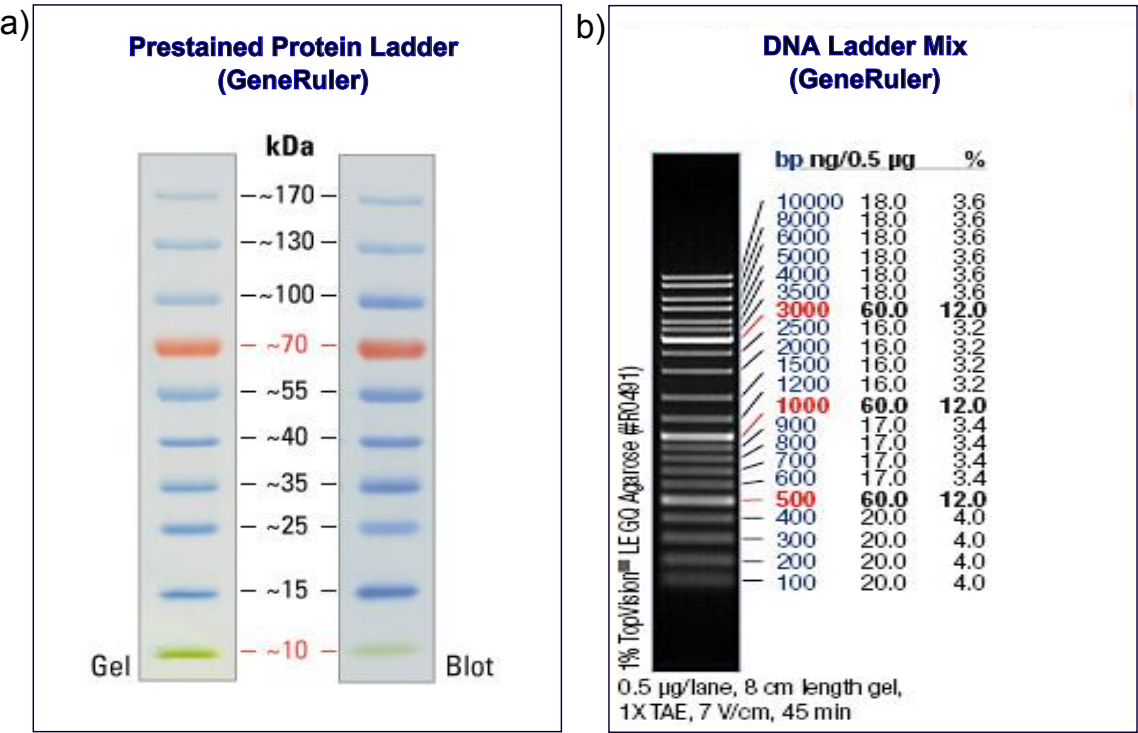 a)
Prestained Protein Ladder
(GeneRuler)
kDa
~170
~130
~100
~70
~55
~40
~35
~25
~15
~10
Gel
Blot
b)
DNA Ladder Mix
(GeneRuler)
bp ng/0.5 µg %
10000 18.0 3.6
8000 18.0 3.6
6000 18.0 3.6
5000 18.0 3.6
4000 18.0 3.6
3500 18.0 3.6
3000 60.0 12.0
2500 16.0 3.2
2000 16.0 3.2
1500 16.0 3.2
1200 16.0 3.2
1000 60.0 12.0
900 17.0 3.4
800 17.0 3.4
700 17.0 3.4
600 17.0 3.4
500 60.0 12.0
400 20.0 4.0
300 20.0 4.0
200 20.0 4.0
100 20.0 4.0
1% TopVision LE GQ Agarose (#R0491)
0.5 µg/lane, 8 cm length gel,
1X TAE, 7 V/cm, 45 min